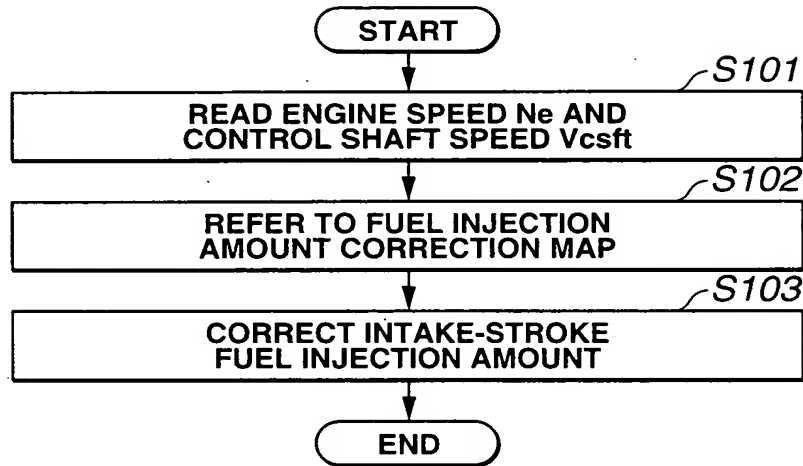 START
S101
READ ENGINE SPEED Ne AND
CONTROL SHAFT SPEED Vcsft
S102
REFER TO FUEL INJECTION
AMOUNT CORRECTION MAP
S103
CORRECT INTAKE-STROKE
FUEL INJECTION AMOUNT
END